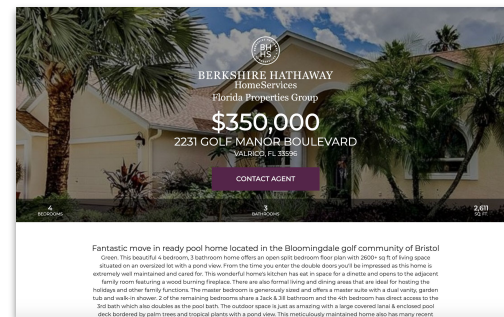 BH
HS
BERKSHIRE HATHAWAY
HomeServices
Florida Properties Group
$350,000
2231 GOLF MANOR BOULEVARD
VALRICO, FL 33596
CONTACT AGENT
4
BEDROOMS
3
BATHROOMS
2,611
SQ. FT.
Fantastic move in ready pool home located in the Bloomingdale golf community of Bristol
Green. This beautiful 4 bedroom, 3 bathroom home offers an open split bedroom floor plan with 2600+ sq ft of living space
situated on an oversized lot with a pond view. From the time you enter the double doors you'll be impressed as this home is
extremely well maintained and cared for. This wonderful home's kitchen has eat in space for a dinette and opens to the adjacent
family room featuring a wood burning fireplace. There are also formal living and dining areas that are ideal for hosting the
holidays and other family functions. The master bedroom is generously sized and offers a master suite with a dual vanity, garden
tub and walk-in shower. 2 of the remaining bedrooms share a Jack & Jill bathroom and the 4th bedroom has direct access to the
3rd bath which also doubles as the pool bath. The outdoor space is just as amazing with a large covered lanai & enclosed pool
deck bordered by palm trees and tropical plants with a pond view. This meticulously maintained home also has many recent